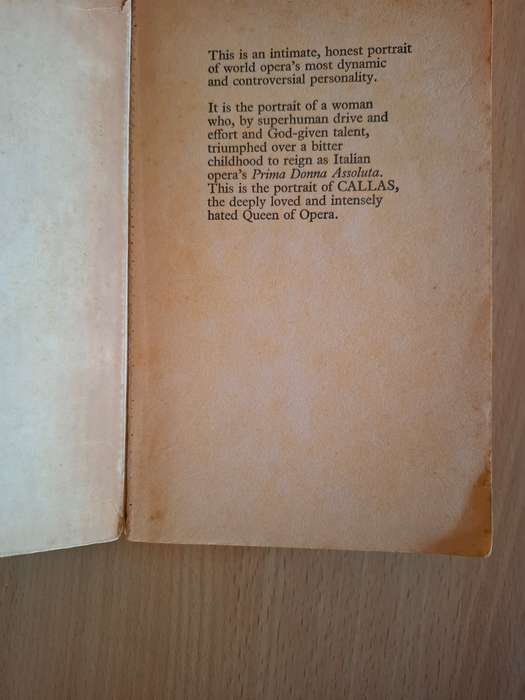 This is an intimate, honest portrait
of world opera's most dynamic
and controversial personality.
It is the portrait of a woman
who, by superhuman drive and
effort and God-given talent,
triumphed over a bitter
childhood to reign as Italian
opera's Prima Donna Assoluta.
This is the portrait of CALLAS,
the deeply loved and intensely
hated Queen of Opera.